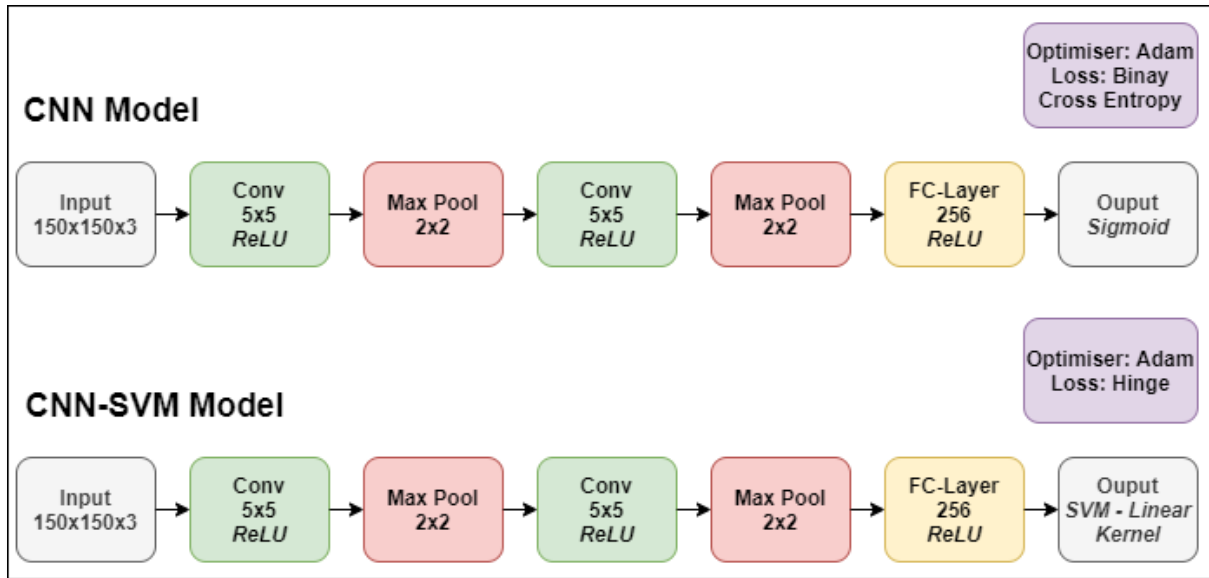 Optimiser: Adam
Loss: Binay
Cross Entropy
CNN Model
Input
150x150x3
Conv
5x5
ReLU
Max Pool
2x2
Conv
5x5
ReLU
Max Pool
2x2
FC-Layer
256
ReLU
Ouput
Sigmoid
Optimiser: Adam
Loss: Hinge
CNN-SVM Model
Input
150x150x3
Conv
5x5
ReLU
Max Pool
2x2
Conv
5x5
ReLU
Max Pool
2x2
FC-Layer
256
ReLU
Ouput
SVM - Linear
Kernel